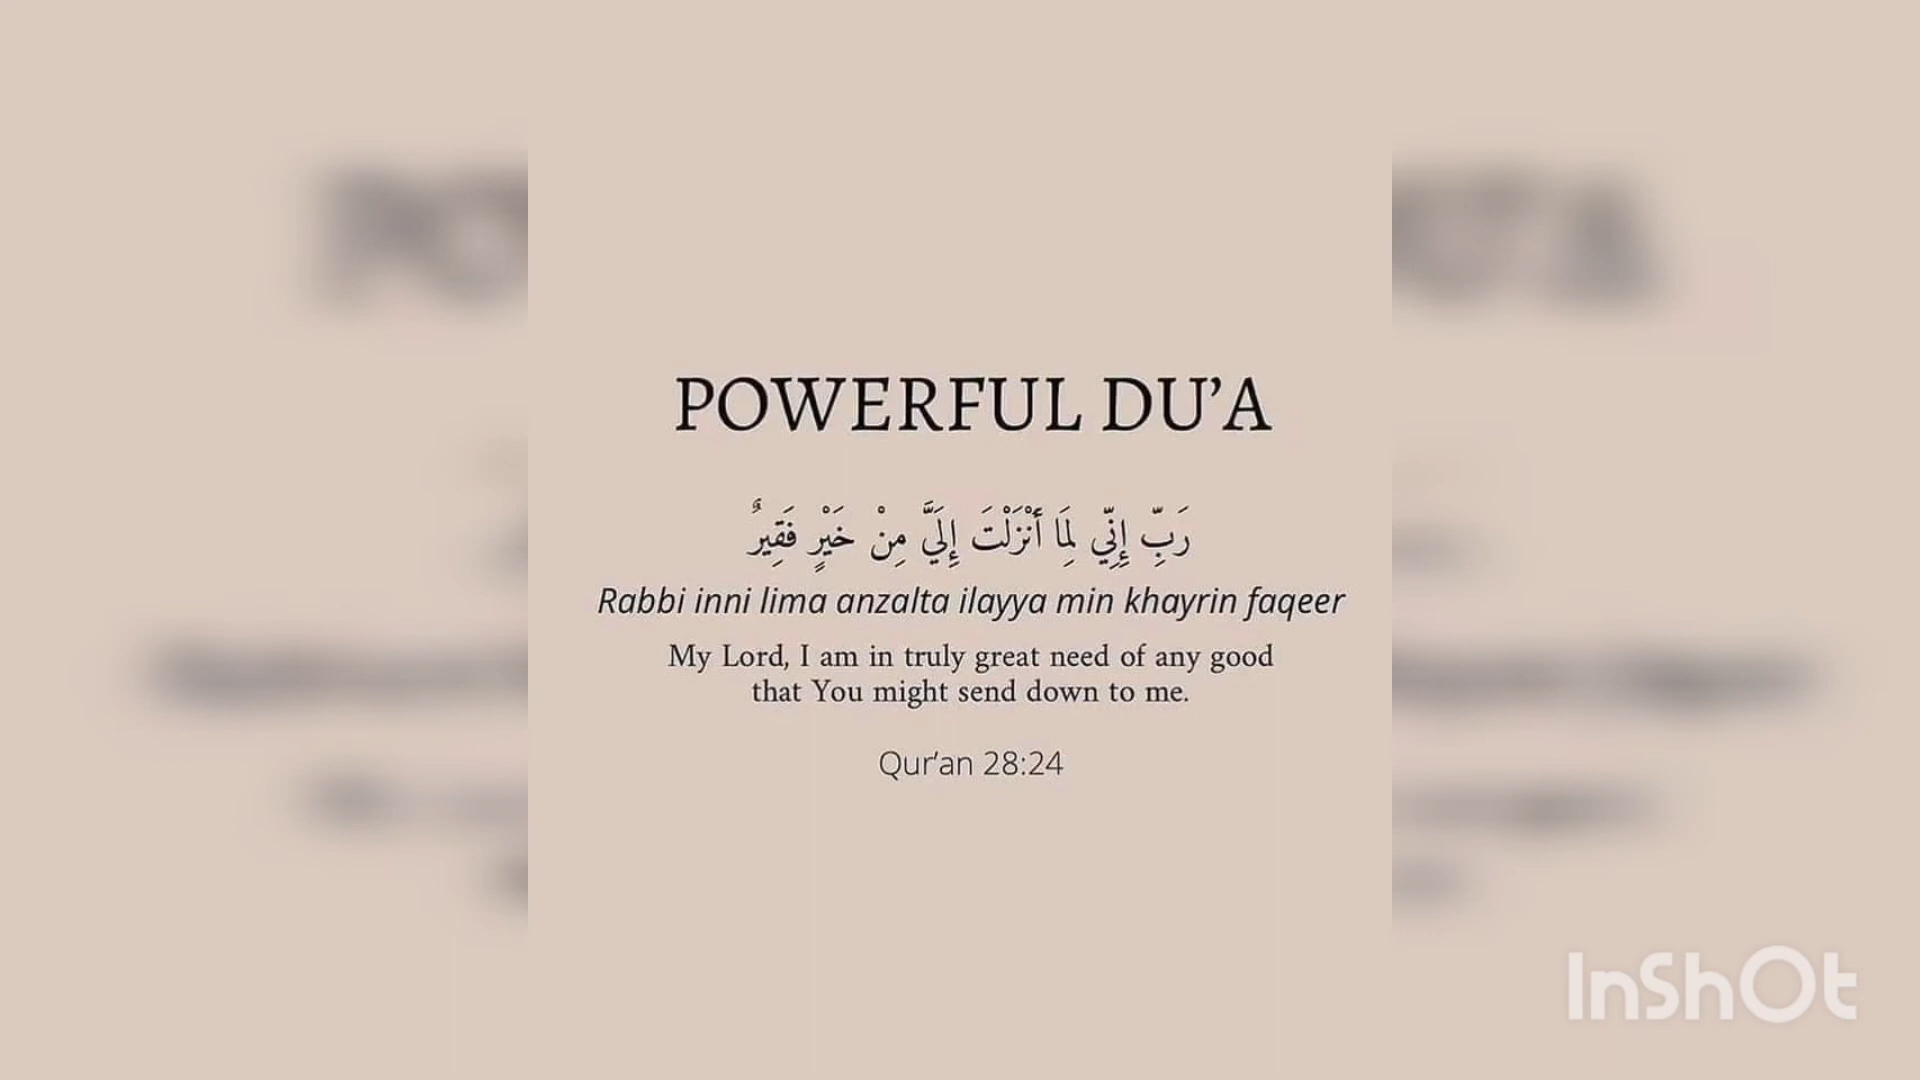 POWERFUL DU’A
رَبِّ إِنِّي لِمَا أَنْزَلْتَ إِلَيَّ مِنْ خَيْرٍ فَقِيرٌ
Rabbi inni lima anzalta ilayya min khayrin faqeer
My Lord, I am in truly great need of any good
that You might send down to me.
Qur’an 28:24
InShOt